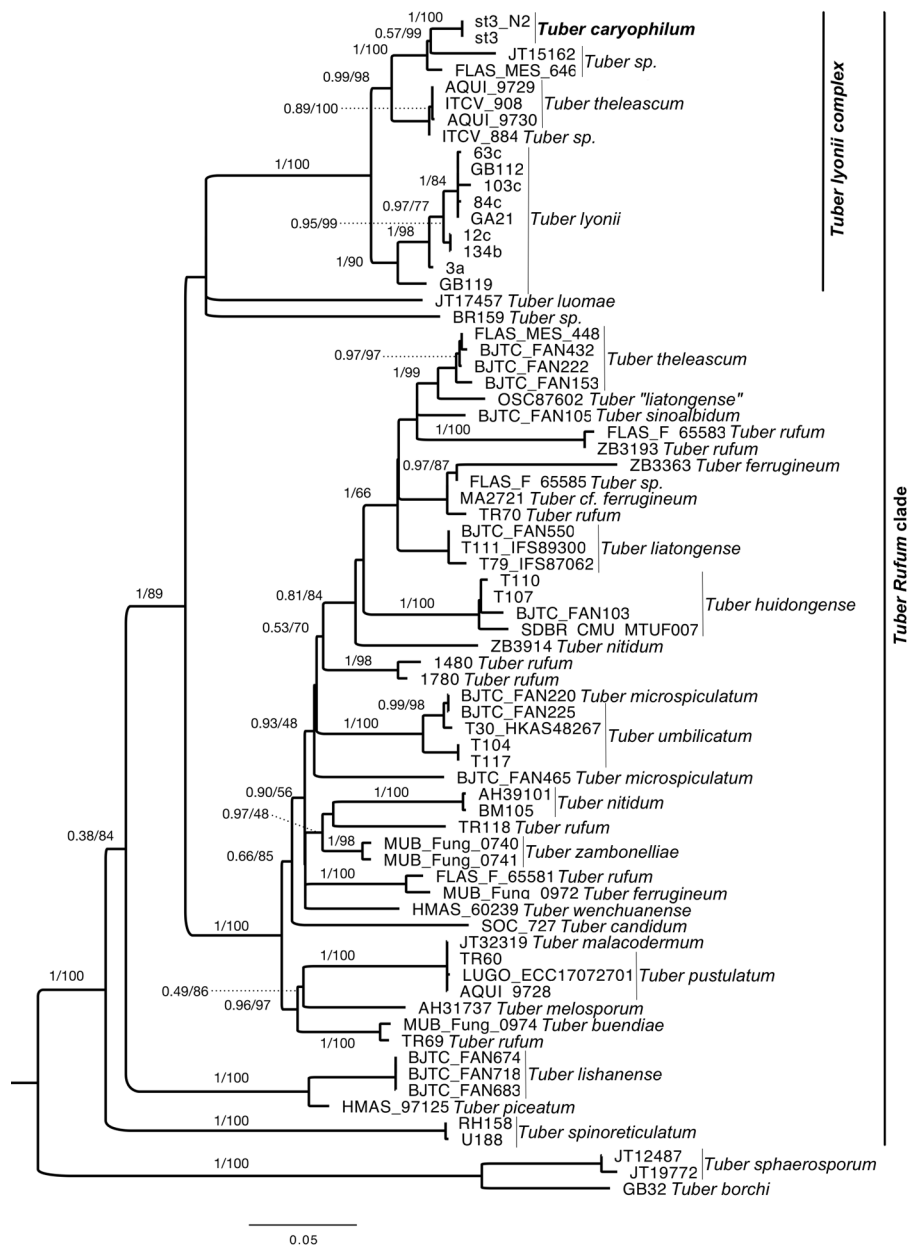 1/100
st3_N2
0.57/99
st3
Tuber caryophilum
1/100
JT15162
Tuber sp.
0.99/98
FLAS_MES_646
AQUI_9729
0.89/100
ITCV_908
Tuber theleascum
AQUI_9730
ITCV_884 Tuber sp.
63c
1/100
GB112
1/84
103c
84c
0.97/77
GA21
Tuber lyonii
0.95/99
1/98
12c
134b
1/90
3a
GB119
Tuber lyonii complex
JT17457 Tuber luomae
BR159 Tuber sp.
FLAS_MES_448
0.97/97
BJTC_FAN432
Tuber theleascum
BJTC_FAN222
1/99
BJTC_FAN153
OSC87602 Tuber "liatongense"
BJTC_FAN105 Tuber sinoalbidum
1/100
FLAS_F_65583 Tuber rufum
ZB3193 Tuber rufum
0.97/87
ZB3363 Tuber ferrugineum
FLAS_F_65585 Tuber sp.
1/66
MA2721 Tuber cf. ferrugineum
TR70 Tuber rufum
BJTC_FAN550
T111_IFS89300
Tuber liatongense
T79_IFS87062
T110
0.81/84
1/100
T107
Tuber huidongense
BJTC_FAN103
SDBR_CMU_MTUF007
0.53/70
ZB3914 Tuber nitidum
1/98
1480 Tuber rufum
1780 Tuber rufum
0.99/98
BJTC_FAN220 Tuber microspiculatum
BJTC_FAN225
0.93/48
1/100
T30_HKAS48267
Tuber umbilicatum
T104
T117
BJTC_FAN465 Tuber microspiculatum
0.90/56
1/100
AH39101
BM105
Tuber nitidum
0.97/48
TR118 Tuber rufum
1/98
MUB_Fung_0740
MUB_Fung_0741
Tuber zambonelliae
0.66/85
1/100
FLAS_F_65581 Tuber rufum
MUB_Fung_0972 Tuber ferrugineum
HMAS_60239 Tuber wenchuanense
SOC_727 Tuber candidum
1/100
JT32319 Tuber malacodermum
1/100
TR60
LUGO_ECC17072701
Tuber pustulatum
0.49/86
AQUI_9728
0.96/97
AH31737 Tuber melosporum
MUB_Fung_0974 Tuber buendiae
1/100
TR69 Tuber rufum
1/89
0.38/84
1/100
BJTC_FAN674
1/100
BJTC_FAN718
Tuber lishanense
BJTC_FAN683
HMAS_97125 Tuber piceatum
1/100
RH158
U188
Tuber spinoreticulatum
Tuber Rufum clade
1/100
JT12487
JT19772
Tuber sphaerosporum
GB32 Tuber borchi
0.05